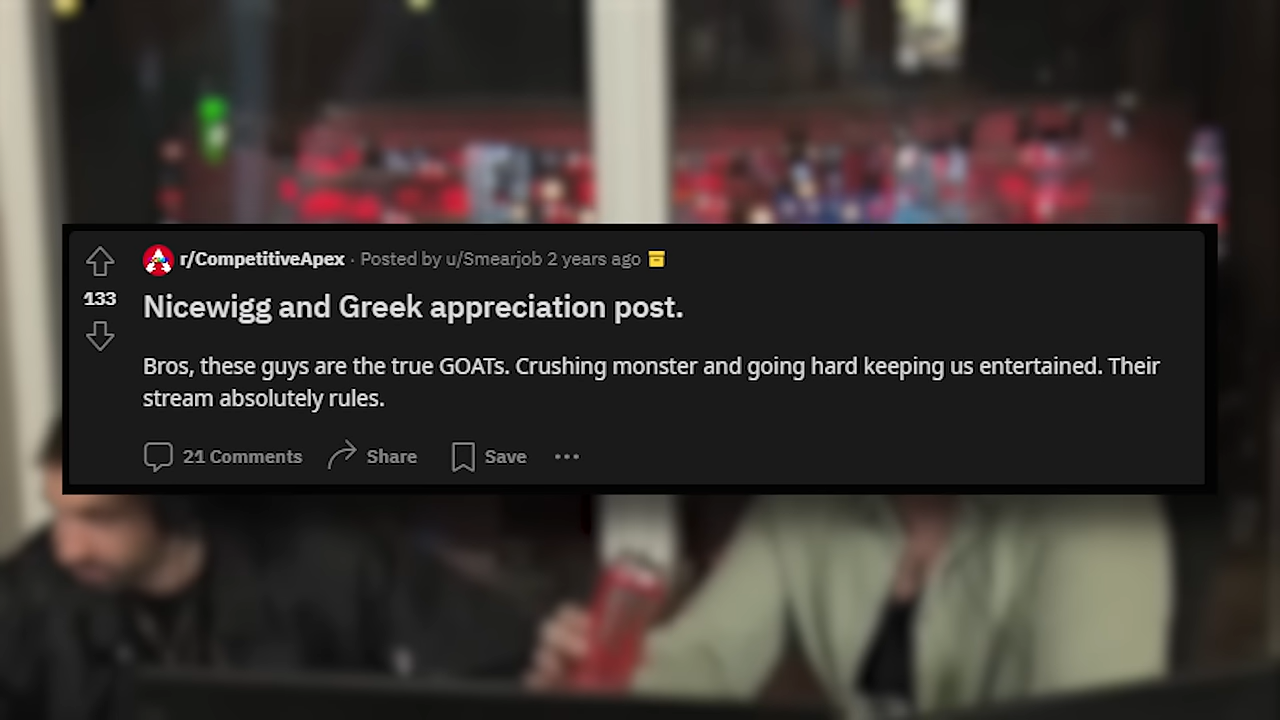 r/CompetitiveApex · Posted by u/Smearjob 2 years ago
133
Nicewigg and Greek appreciation post.
Bros, these guys are the true GOATs. Crushing monster and going hard keeping us entertained. Their
stream absolutely rules.
21 Comments Share Save ···